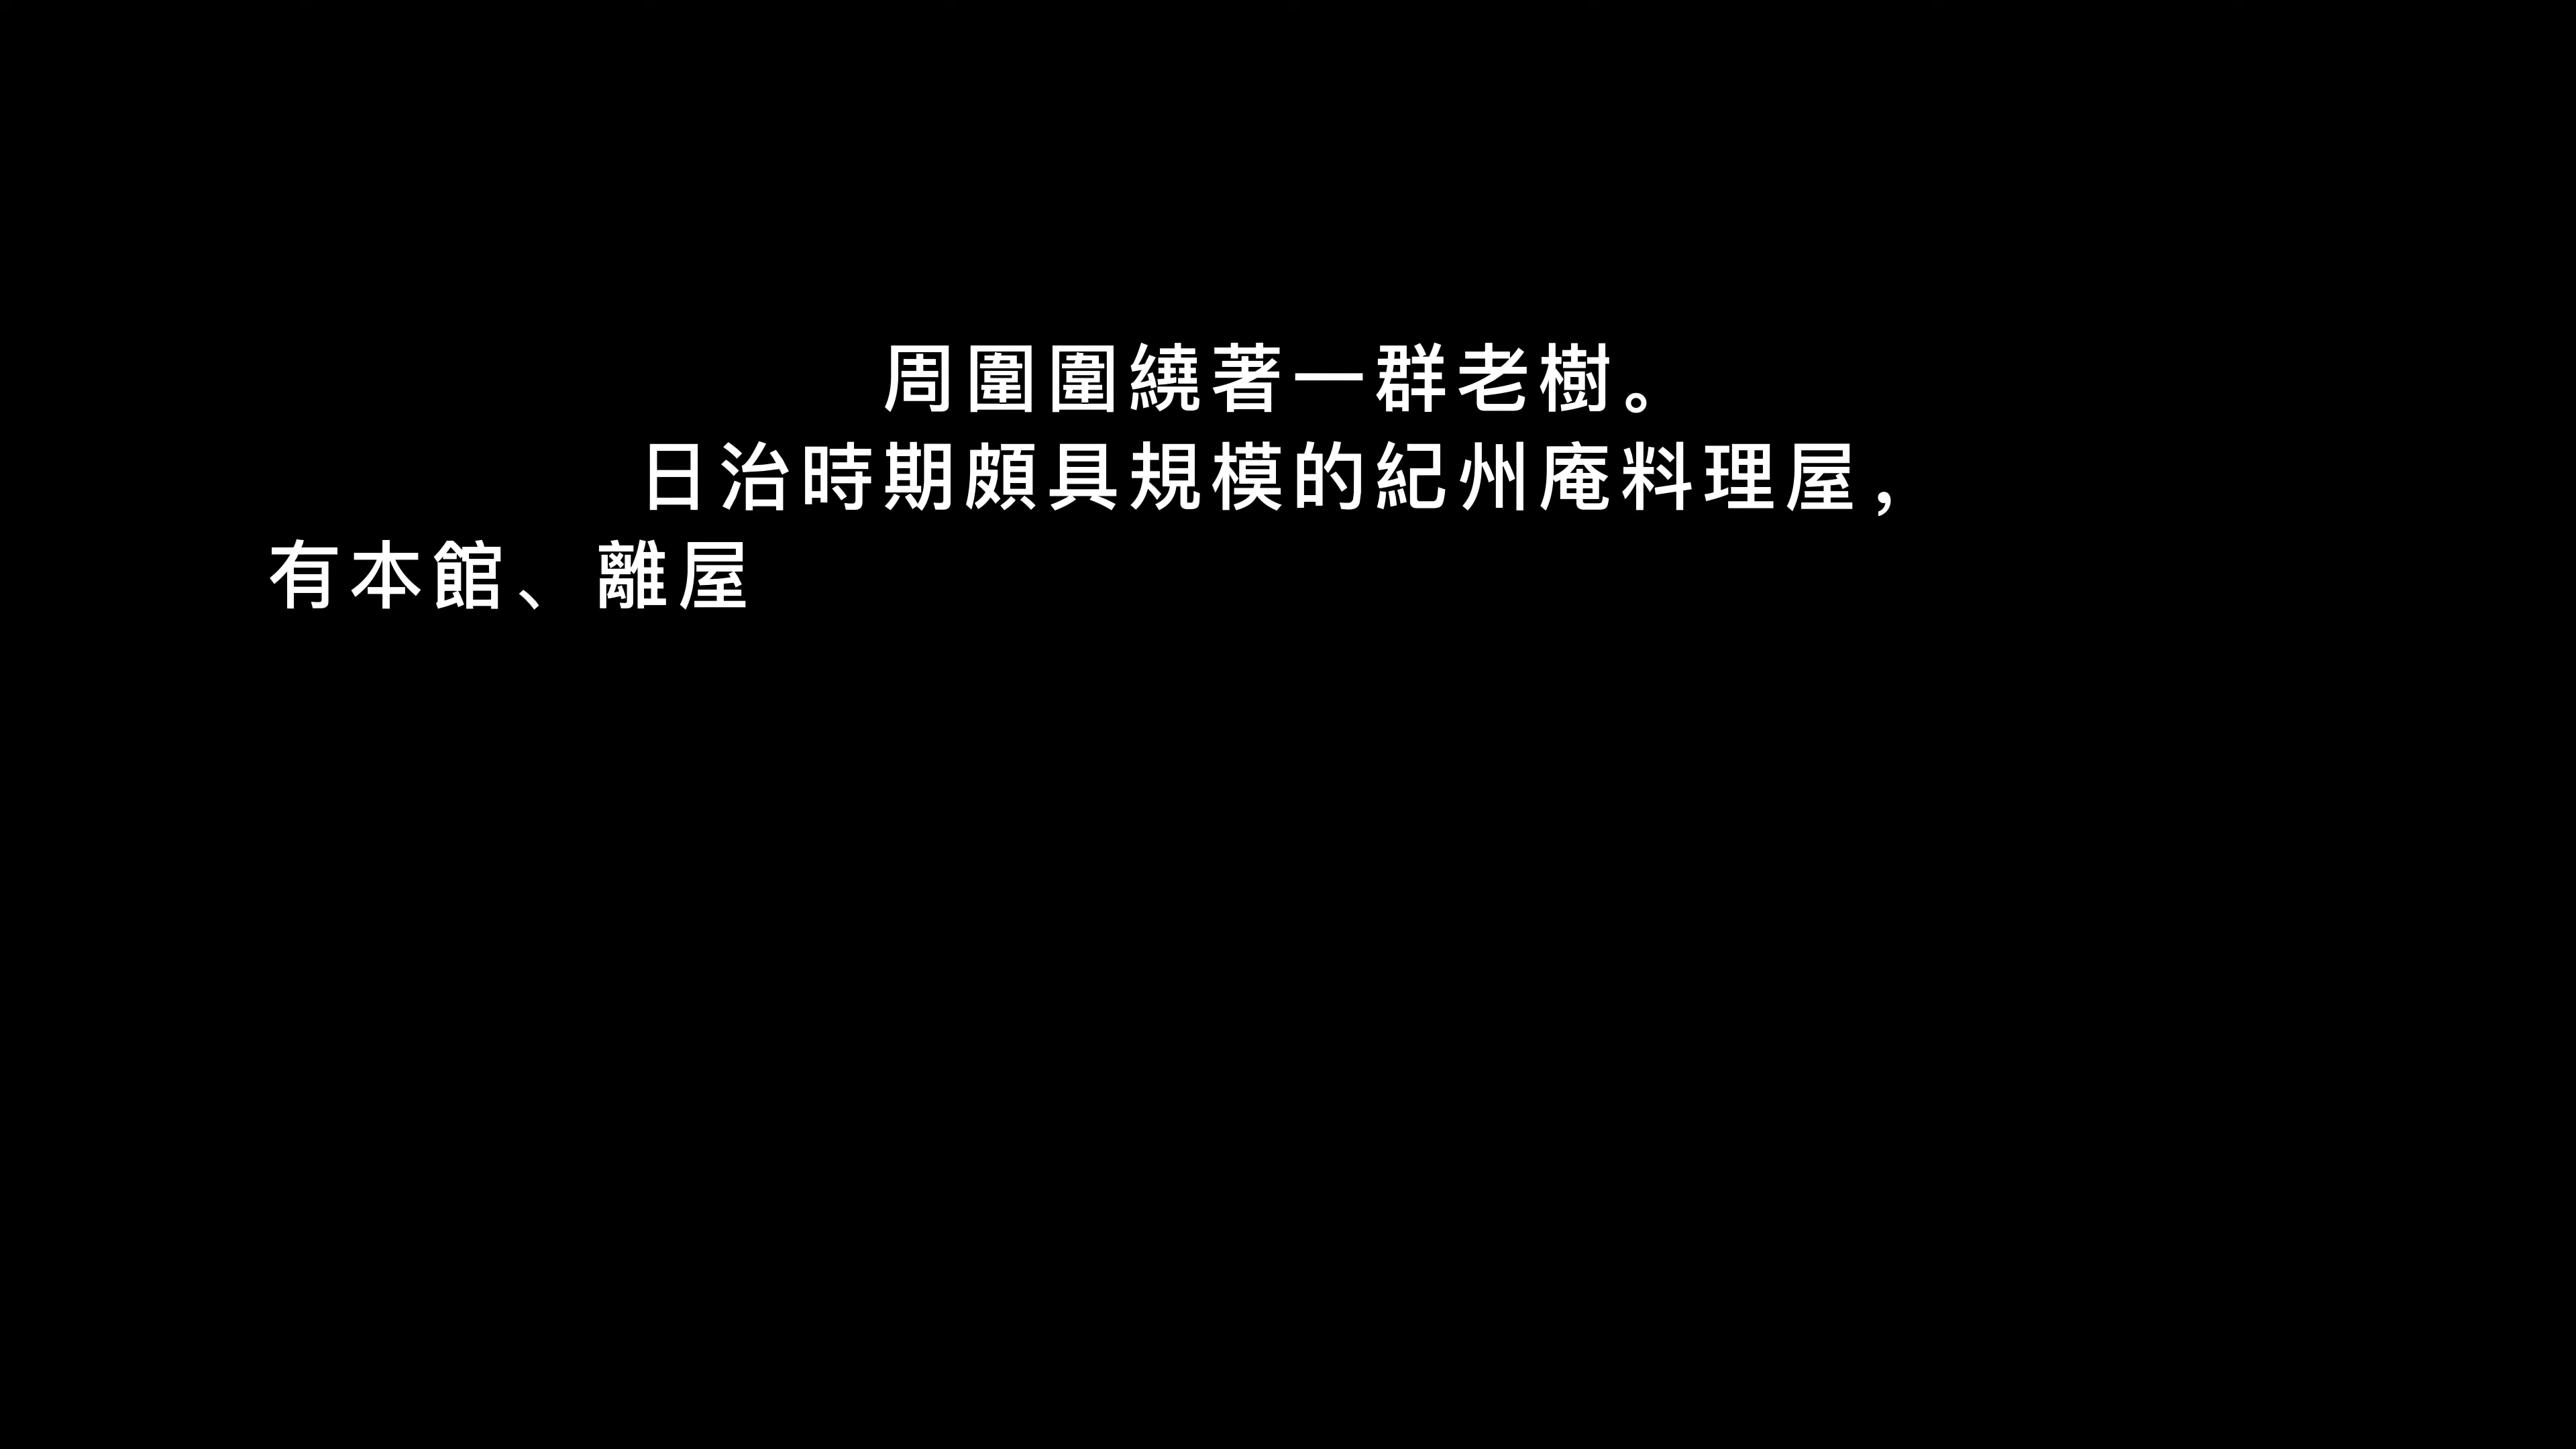 周圍圍繞著一群老樹。
日治時期頗具規模的紀州庵料理屋，
有本館、離屋